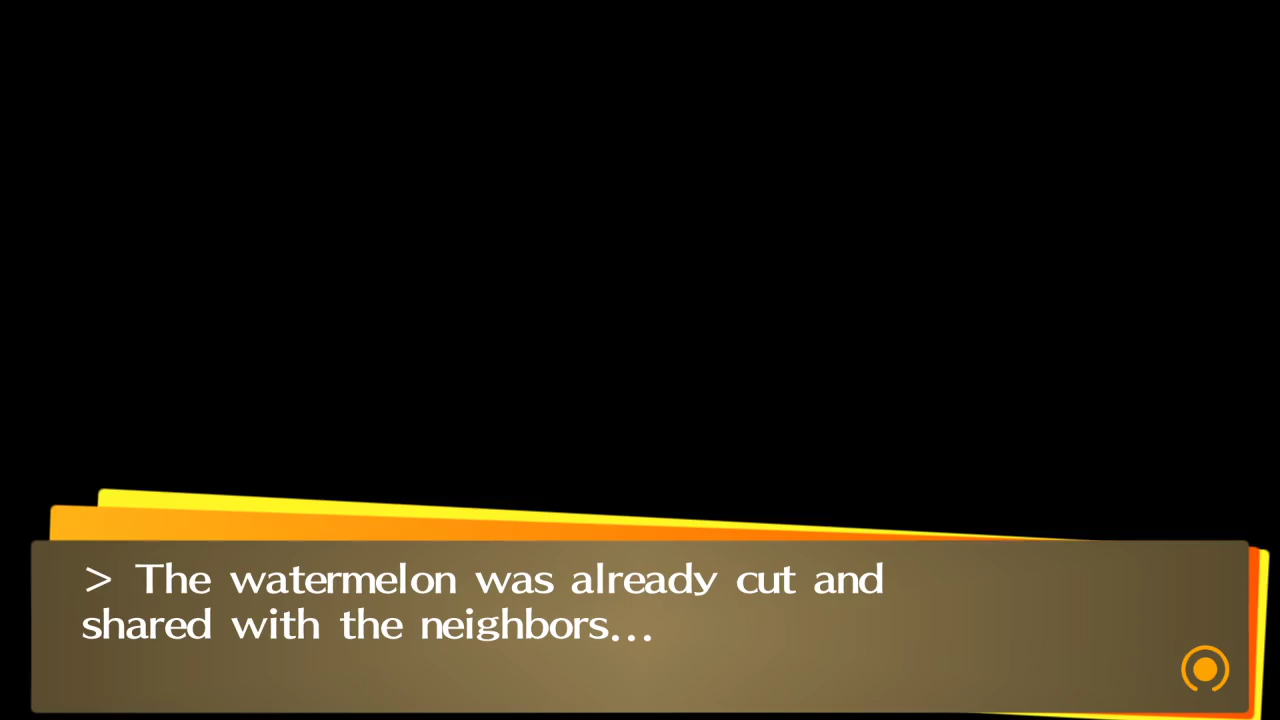 > The watermelon was already cut and
shared with the neighbors...